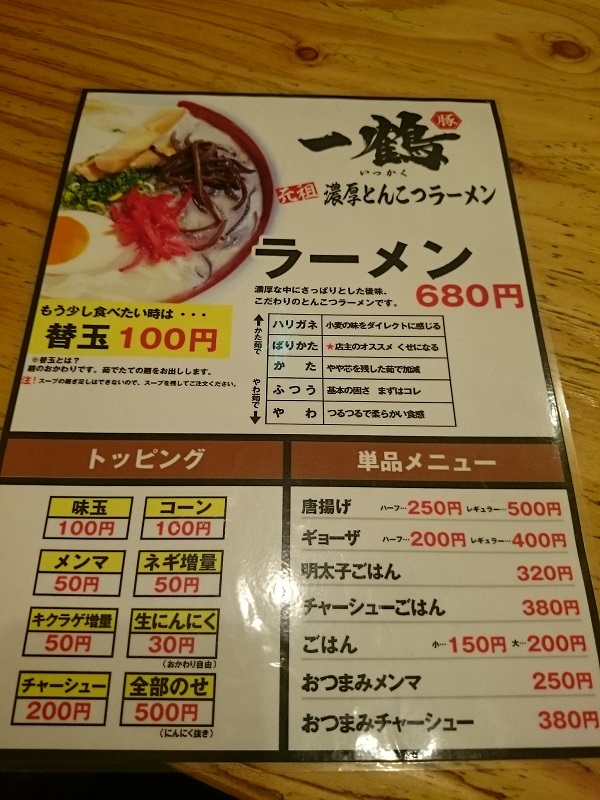 一鶴
豚
いっかく
元祖 濃厚とんこつラーメン
ラーメン
濃厚な中にさっぱりとした後味。
こだわりのとんこつラーメンです。
680円
もう少し食べたい時は・・・
替玉 100円
※替玉とは？
麺のおかわりです。茹でたての麺をお出しします。
注！スープの継ぎ足しはできないので、スープを残してご注文ください。
かた茹で
やわ茹で
ハリガネ 小麦の味をダイレクトに感じる
ばりかた ★店主のオススメ くせになる
かた やや芯を残した茹で加減
ふつう 基本の固さ まずはコレ
やわ つるつるで柔らかい食感
トッピング
味玉 100円
コーン 100円
メンマ 50円
ネギ増量 50円
キクラゲ増量 50円
生にんにく 30円
(おかわり自由)
チャーシュー 200円
全部のせ 500円
(にんにく抜き)
単品メニュー
唐揚げ ハーフ…250円 レギュラー…500円
ギョーザ ハーフ…200円 レギュラー…400円
明太子ごはん 320円
チャーシューごはん 380円
ごはん 小…150円 大…200円
おつまみメンマ 250円
おつまみチャーシュー 380円